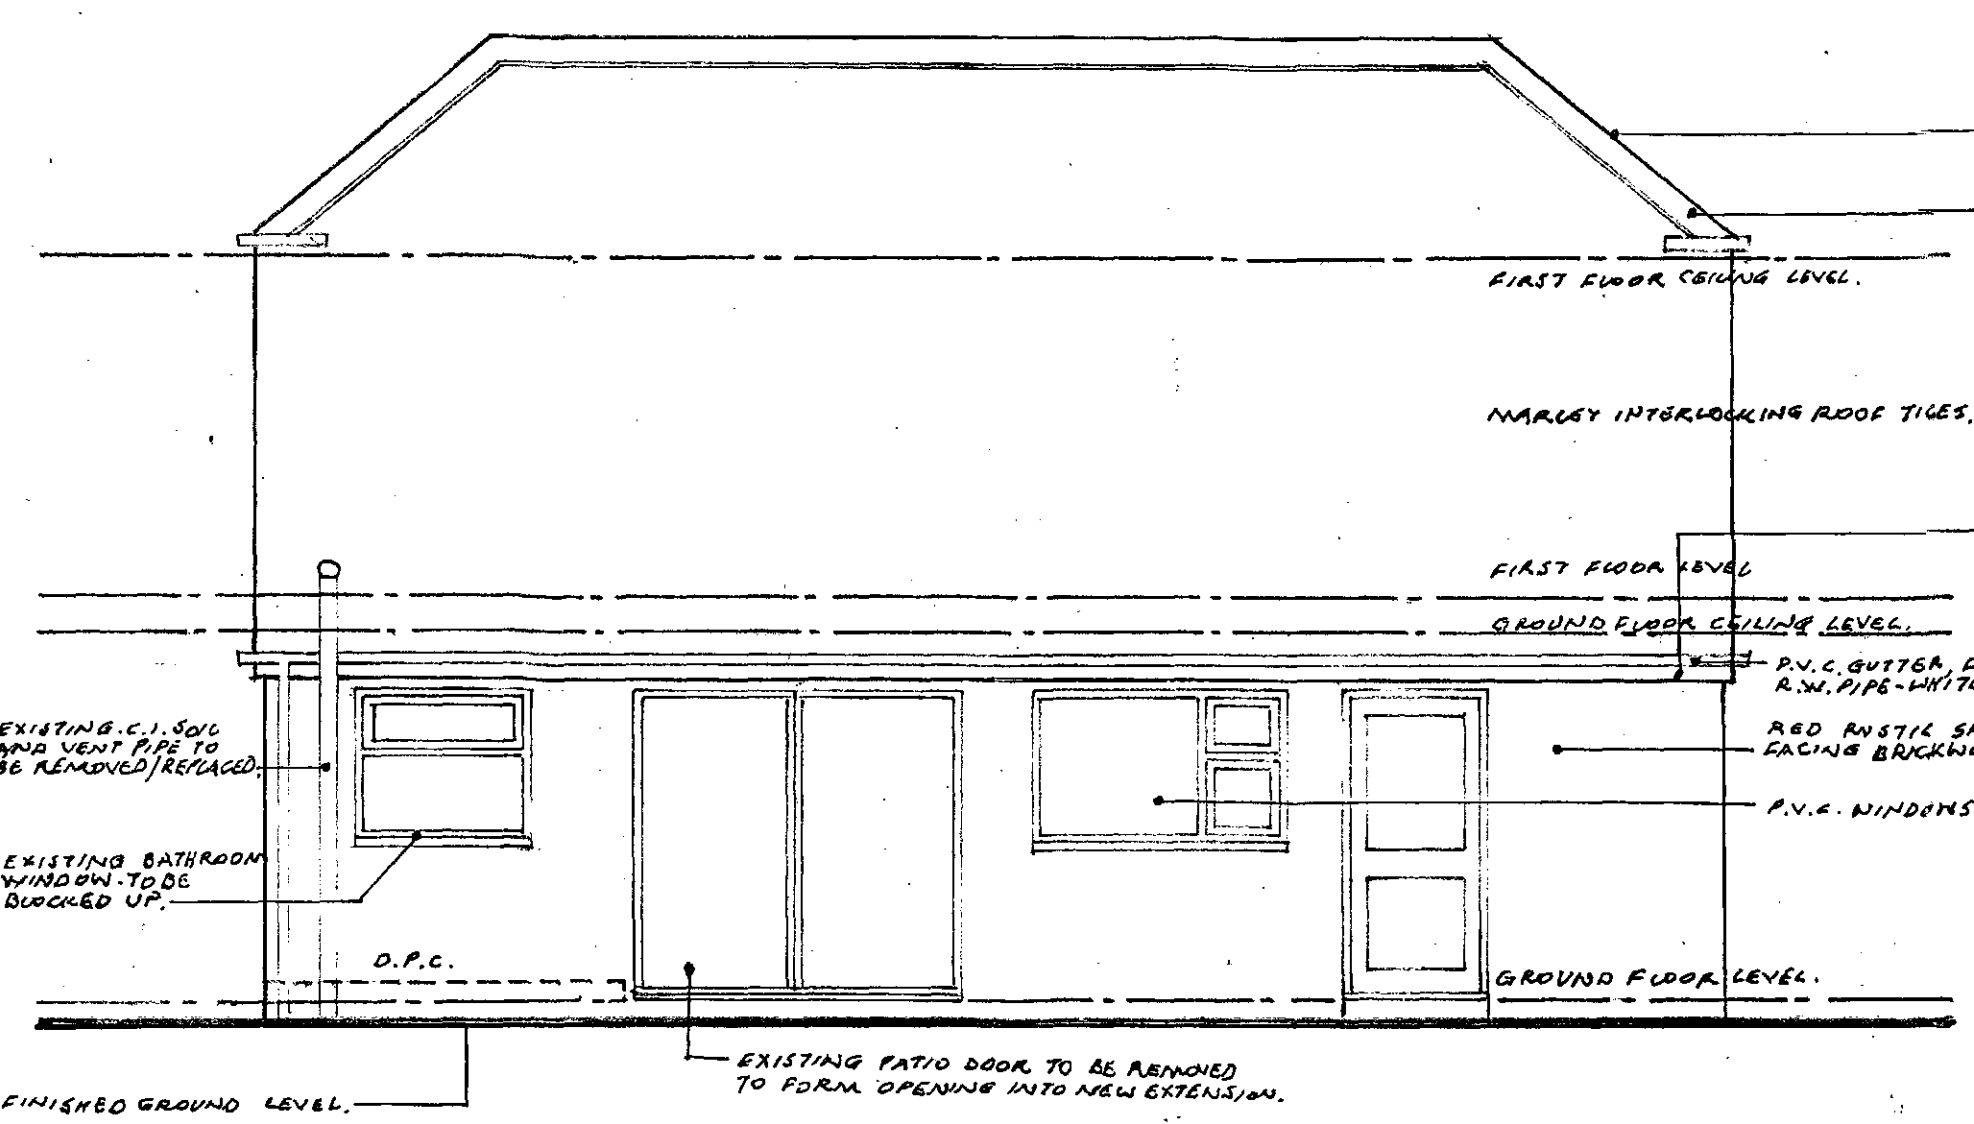 FIRST FLOOR CEILING LEVEL.
MARLEY INTERLOCKING ROOF TILES.
FIRST FLOOR LEVEL
GROUND FLOOR CEILING LEVEL.
P.V.C. GUTTER,
R.W. PIPE-WHITE
EXISTING.C.I. SOIL
AND VENT PIPE TO
BE REMOVED/REPLACED.
RED RUSTIC
FACING
P.V.C. WINDOWS
EXISTING BATHROOM
WINDOW.TO BE
BLOCKED UP.
D.P.C.
GROUND FLOOR LEVEL.
EXISTING PATIO DOOR TO BE REMOVED
TO FORM OPENING INTO NEW EXTENSION.
FINISHED GROUND LEVEL.